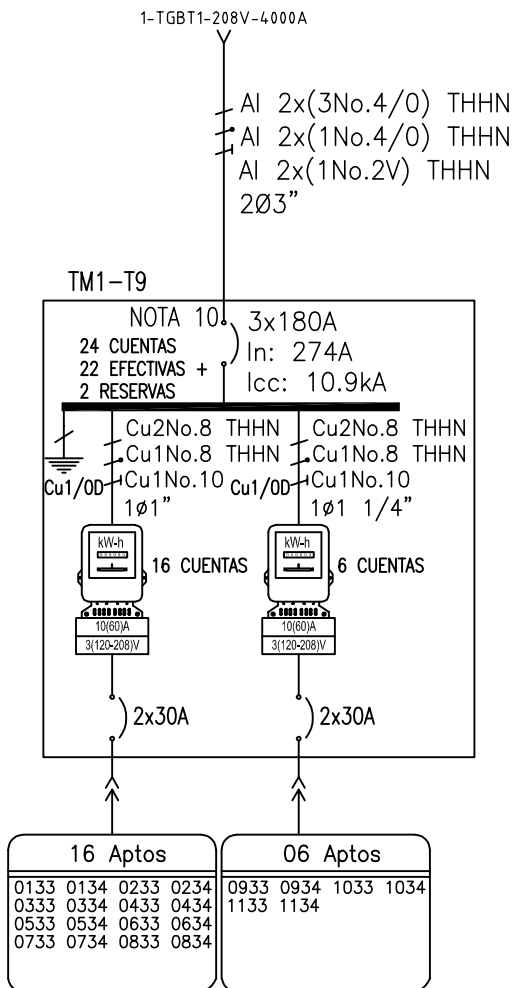 1-TGBT1-208V-4000A
Al 2x(3No.4/0) THHN
Al 2x(1No.4/0) THHN
Al 2x(1No.2V) THHN
2Ø3”
TM1-T9
NOTA 10
3x180A
In: 274A
Icc: 10.9kA
24 CUENTAS
22 EFECTIVAS +
2 RESERVAS
Cu2No.8 THHN
Cu1No.8 THHN
Cu1No.10
1ø1”
Cu1/0D
Cu2No.8 THHN
Cu1No.8 THHN
Cu1No.10
1ø1 1/4”
Cu1/0D
kW-h
16 CUENTAS
10(60)A
3(120-208)V
kW-h
6 CUENTAS
10(60)A
3(120-208)V
2x30A
2x30A
16 Aptos
0133 0134 0233 0234
0333 0334 0433 0434
0533 0534 0633 0634
0733 0734 0833 0834
06 Aptos
0933 0934 1033 1034
1133 1134